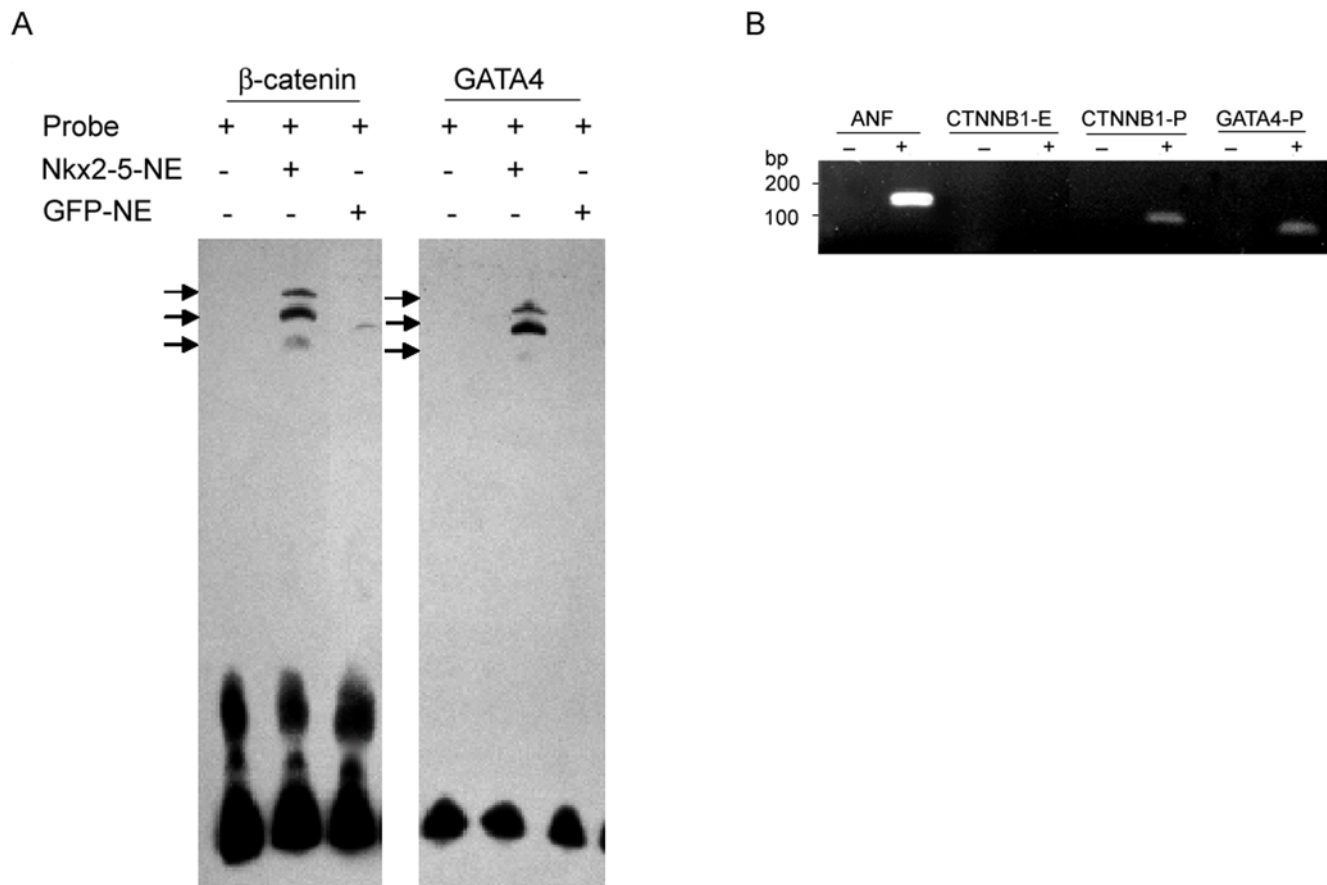 A
β-catenin GATA4
Probe + + + + + +
Nkx2-5-NE - + - - + -
GFP-NE - - + - - +
B
ANF CTNNB1-E CTNNB1-P GATA4-P
bp – + – + – + – +
200
100